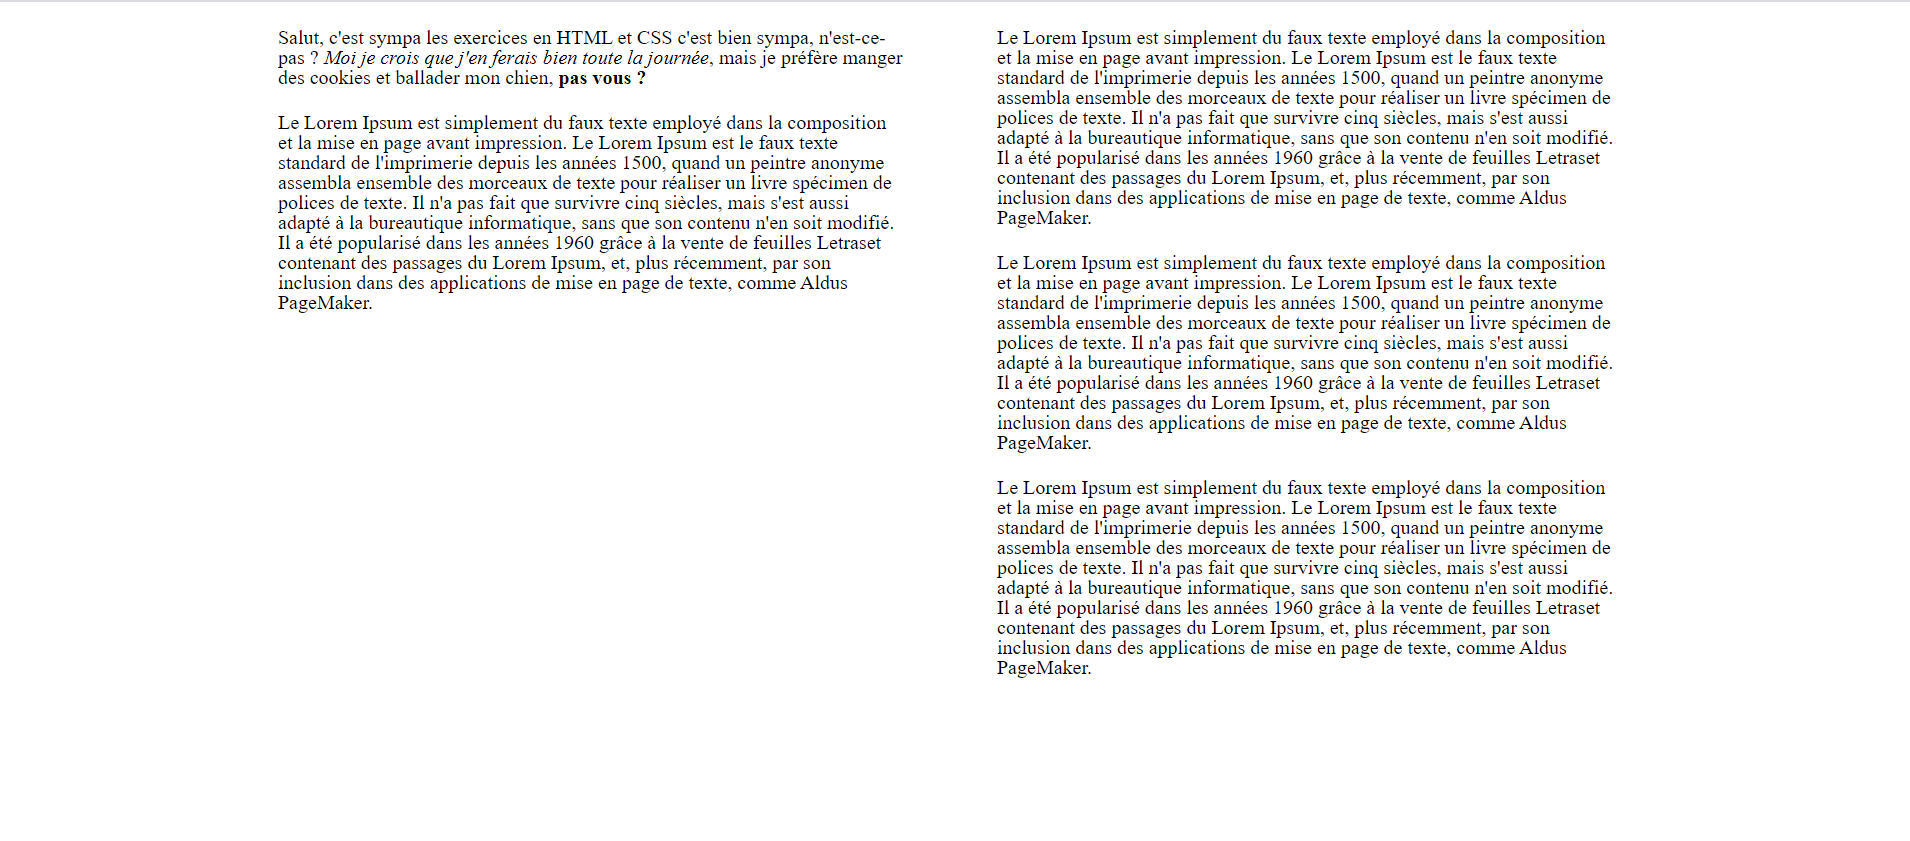 Salut, c'est sympa les exercices en HTML et CSS c'est bien sympa, n'est-ce-
pas ? Moi je crois que j'en ferais bien toute la journée, mais je préfère manger
des cookies et ballader mon chien, pas vous ?
Le Lorem Ipsum est simplement du faux texte employé dans la composition
et la mise en page avant impression. Le Lorem Ipsum est le faux texte
standard de l'imprimerie depuis les années 1500, quand un peintre anonyme
assembla ensemble des morceaux de texte pour réaliser un livre spécimen de
polices de texte. Il n'a pas fait que survivre cinq siècles, mais s'est aussi
adapté à la bureautique informatique, sans que son contenu n'en soit modifié.
Il a été popularisé dans les années 1960 grâce à la vente de feuilles Letraset
contenant des passages du Lorem Ipsum, et, plus récemment, par son
inclusion dans des applications de mise en page de texte, comme Aldus
PageMaker.
Le Lorem Ipsum est simplement du faux texte employé dans la composition
et la mise en page avant impression. Le Lorem Ipsum est le faux texte
standard de l'imprimerie depuis les années 1500, quand un peintre anonyme
assembla ensemble des morceaux de texte pour réaliser un livre spécimen de
polices de texte. Il n'a pas fait que survivre cinq siècles, mais s'est aussi
adapté à la bureautique informatique, sans que son contenu n'en soit modifié.
Il a été popularisé dans les années 1960 grâce à la vente de feuilles Letraset
contenant des passages du Lorem Ipsum, et, plus récemment, par son
inclusion dans des applications de mise en page de texte, comme Aldus
PageMaker.
Le Lorem Ipsum est simplement du faux texte employé dans la composition
et la mise en page avant impression. Le Lorem Ipsum est le faux texte
standard de l'imprimerie depuis les années 1500, quand un peintre anonyme
assembla ensemble des morceaux de texte pour réaliser un livre spécimen de
polices de texte. Il n'a pas fait que survivre cinq siècles, mais s'est aussi
adapté à la bureautique informatique, sans que son contenu n'en soit modifié.
Il a été popularisé dans les années 1960 grâce à la vente de feuilles Letraset
contenant des passages du Lorem Ipsum, et, plus récemment, par son
inclusion dans des applications de mise en page de texte, comme Aldus
PageMaker.
Le Lorem Ipsum est simplement du faux texte employé dans la composition
et la mise en page avant impression. Le Lorem Ipsum est le faux texte
standard de l'imprimerie depuis les années 1500, quand un peintre anonyme
assembla ensemble des morceaux de texte pour réaliser un livre spécimen de
polices de texte. Il n'a pas fait que survivre cinq siècles, mais s'est aussi
adapté à la bureautique informatique, sans que son contenu n'en soit modifié.
Il a été popularisé dans les années 1960 grâce à la vente de feuilles Letraset
contenant des passages du Lorem Ipsum, et, plus récemment, par son
inclusion dans des applications de mise en page de texte, comme Aldus
PageMaker.